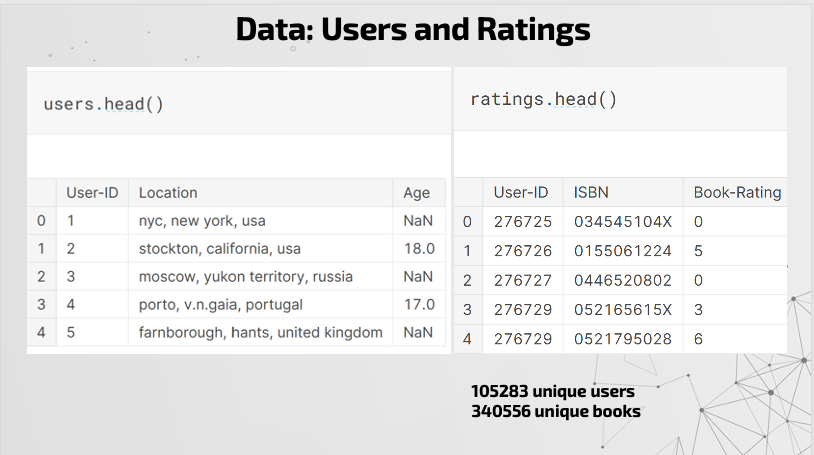 Data: Users and Ratings
users.head()
User-ID Location Age
0 1 nyc, new york, usa NaN
1 2 stockton, california, usa 18.0
2 3 moscow, yukon territory, russia NaN
3 4 porto, v.n.gaia, portugal 17.0
4 5 farnborough, hants, united kingdom NaN
ratings.head()
User-ID ISBN Book-Rating
0 276725 034545104X 0
1 276726 0155061224 5
2 276727 0446520802 0
3 276729 052165615X 3
4 276729 0521795028 6
105283 unique users
340556 unique books